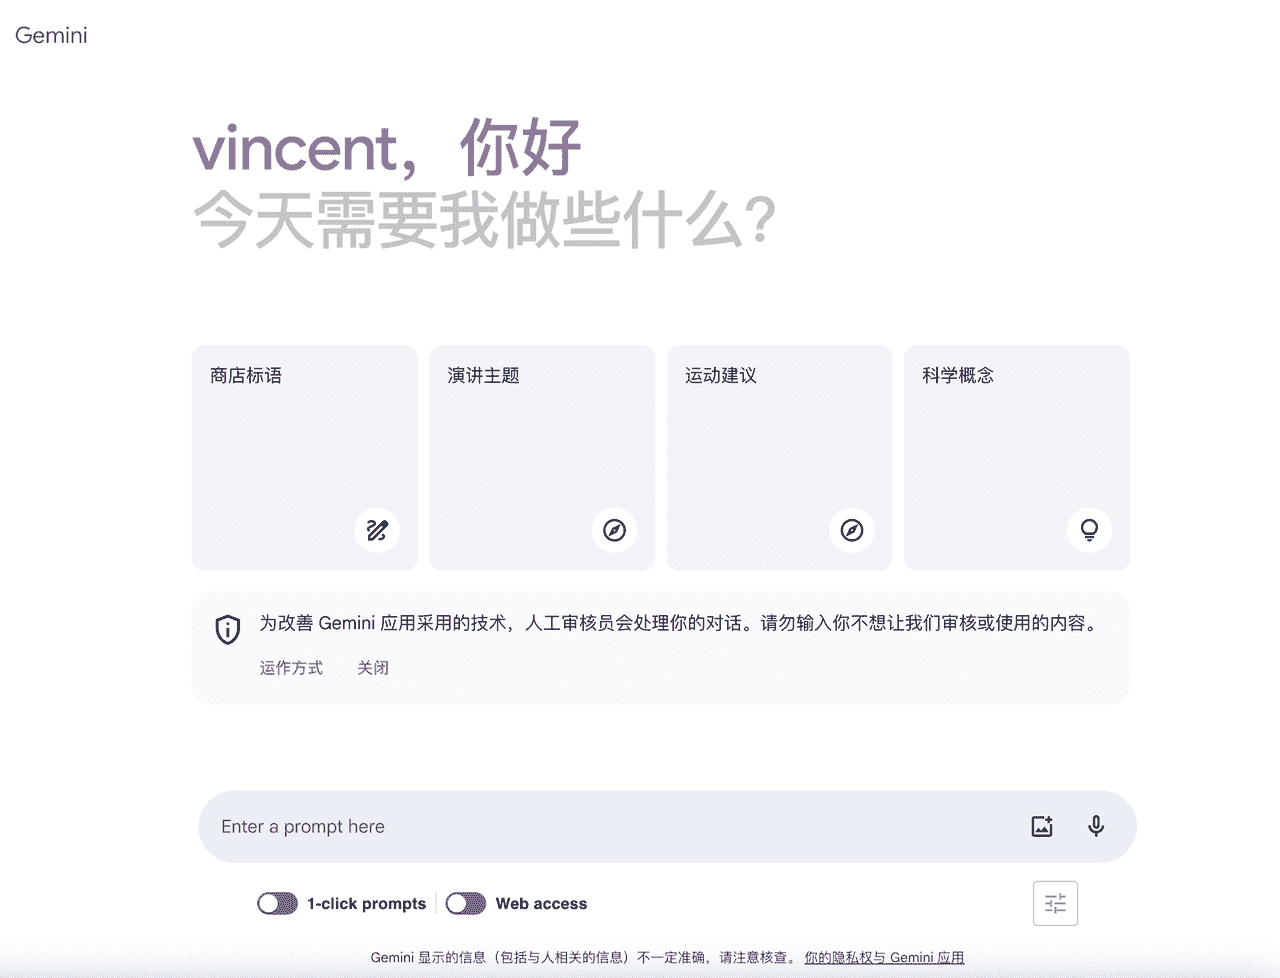 Gemini
vincent，你好
今天需要我做些什么？
商店标语
演讲主题
运动建议
科学概念
为改善 Gemini 应用采用的技术，人工审核员会处理你的对话。请勿输入你不想让我们审核或使用的内容。
运作方式 关闭
Enter a prompt here
1-click prompts Web access
Gemini 显示的信息（包括与人相关的信息）不一定准确，请注意核查。 你的隐私权与 Gemini 应用